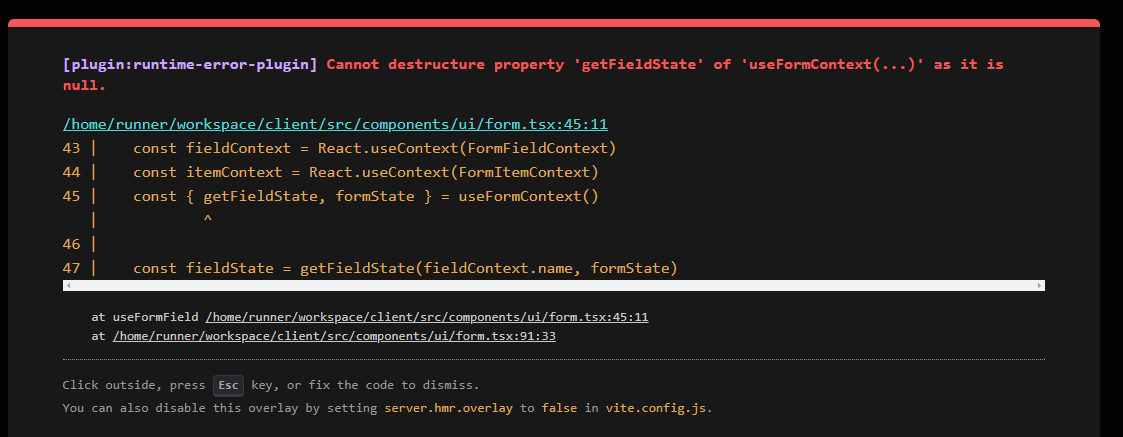 [plugin:runtime-error-plugin] Cannot destructure property 'getFieldState' of 'useFormContext(...)' as it is
null.
/home/runner/workspace/client/src/components/ui/form.tsx:45:11
43 |    const fieldContext = React.useContext(FormFieldContext)
44 |    const itemContext = React.useContext(FormItemContext)
45 |    const { getFieldState, formState } = useFormContext()
   |            ^
46 |
47 |    const fieldState = getFieldState(fieldContext.name, formState)
at useFormField /home/runner/workspace/client/src/components/ui/form.tsx:45:11
at /home/runner/workspace/client/src/components/ui/form.tsx:91:33
Click outside, press Esc key, or fix the code to dismiss.
You can also disable this overlay by setting server.hmr.overlay to false in vite.config.js.